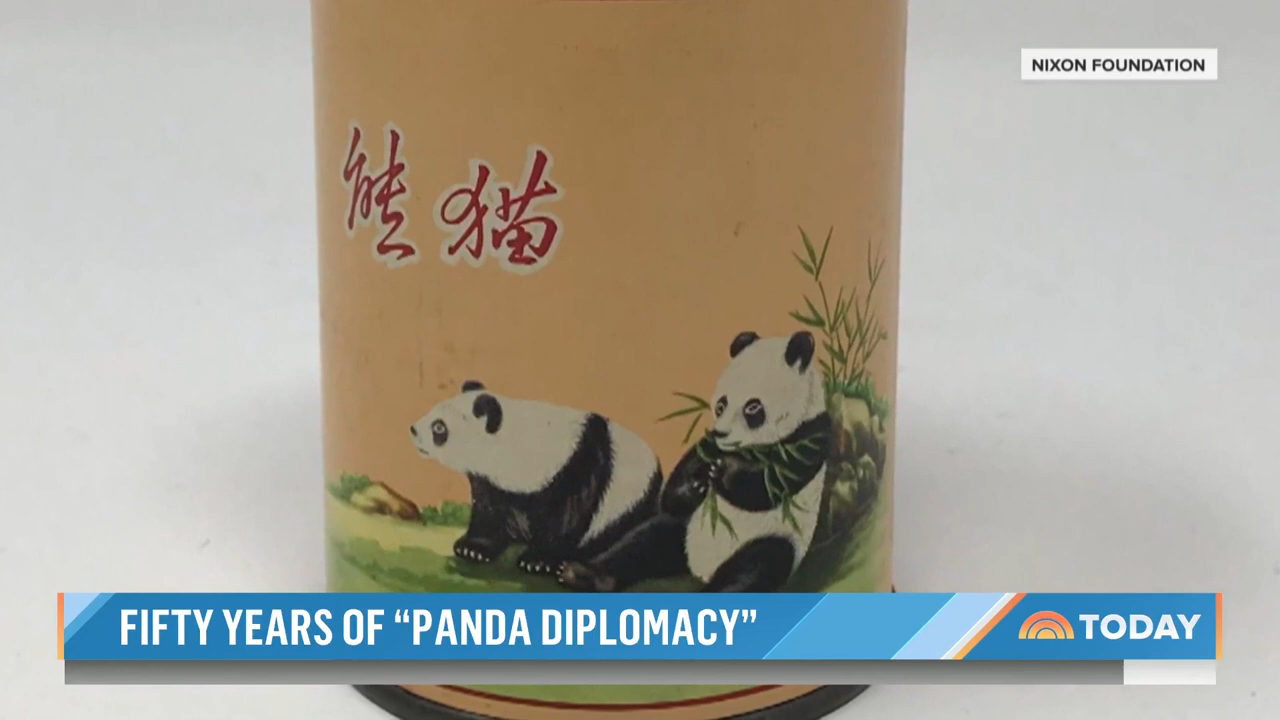 NIXON FOUNDATION
熊猫
FIFTY YEARS OF “PANDA DIPLOMACY”
TODAY